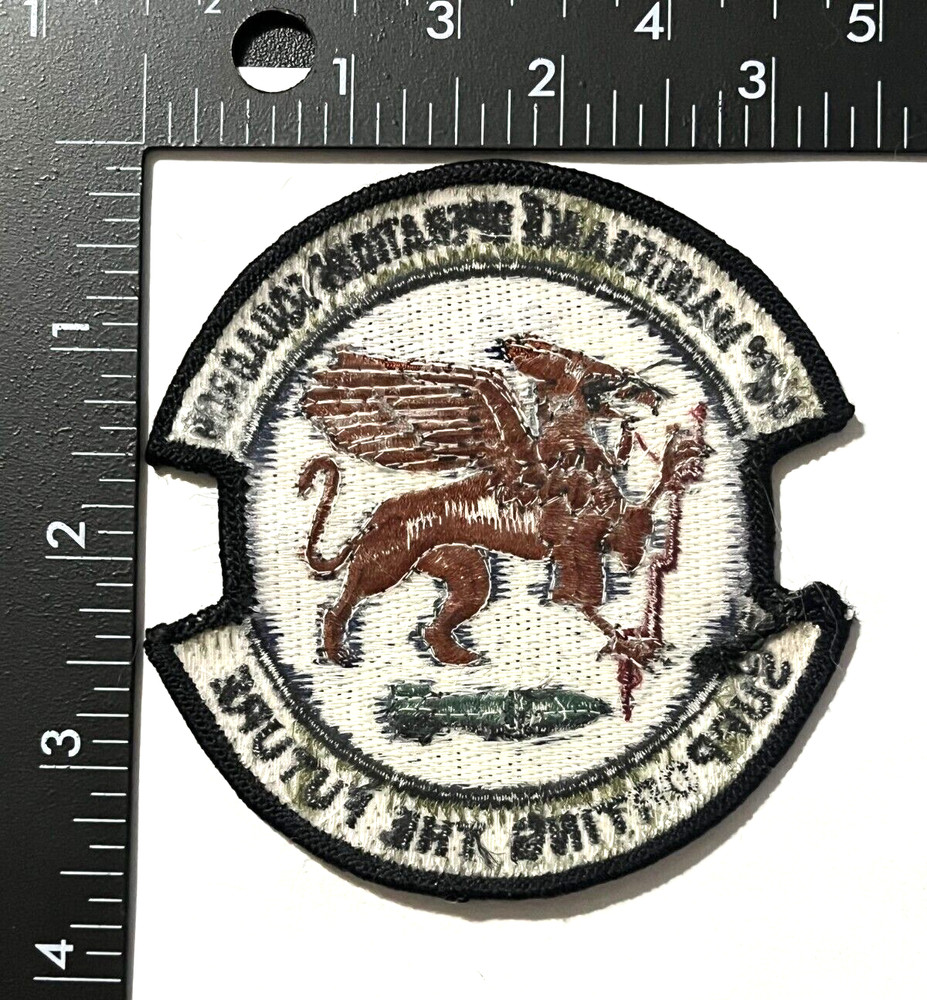 1 2 3 4 5
1 2 3
MAINTENANCE OPERATIONS SQUADRON
SUPPORTING THE FUTURE
1
2
3
4